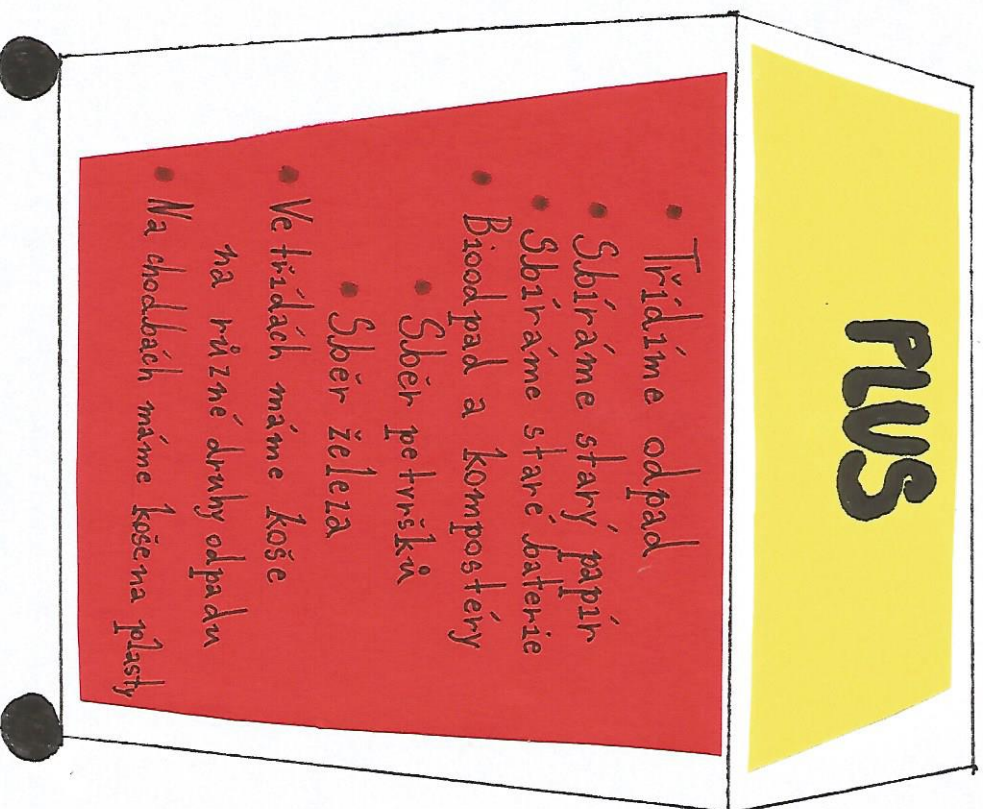 PLUS
• Třídíme odpad
• Sbíráme starý papír
• Sbíráme staré baterie
• Bioodpad a kompostéry
• Sběr petvršků
• Sběr železa
• Ve třídách máme koše
na různé druhy odpadu
• Na chodbách máme koše na plasty